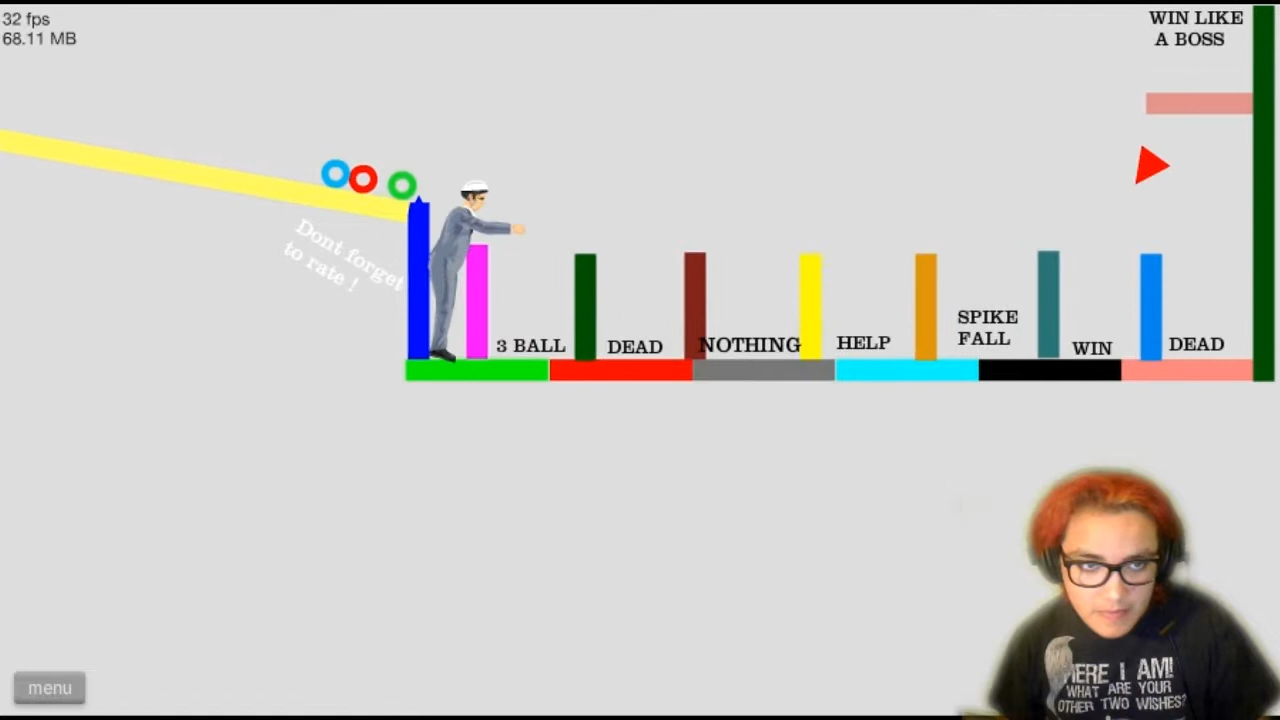 32 fps
68.11 MB
WIN LIKE
A BOSS
Dont forget
to rate !
3 BALL
DEAD
NOTHING
HELP
SPIKE
FALL
WIN
DEAD
menu
HERE I AM!
WHAT ARE YOUR
OTHER TWO WISHES?